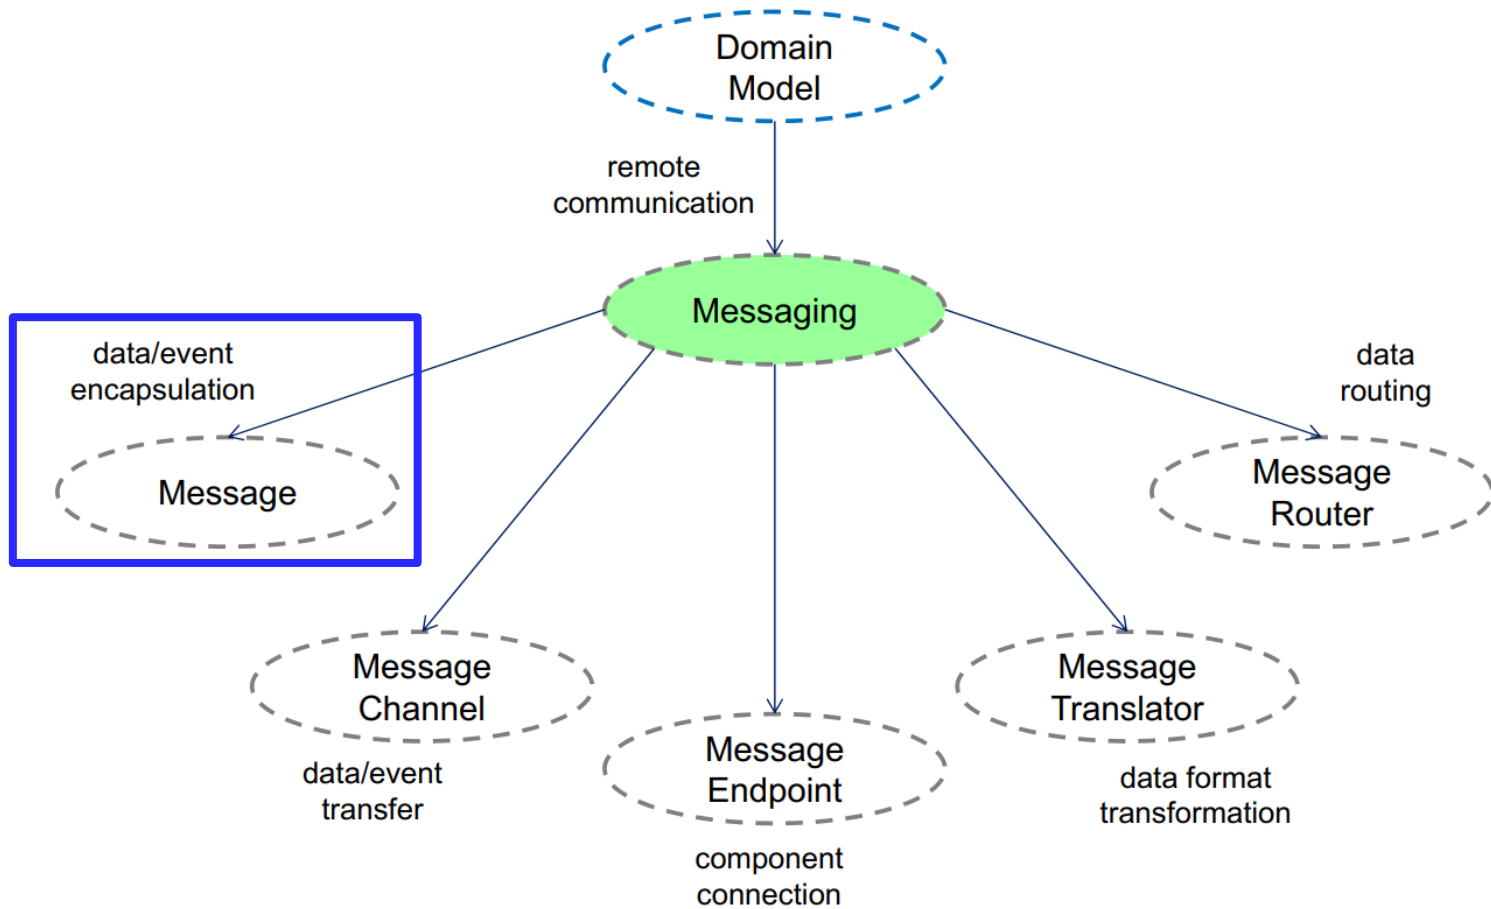 Domain
Model
remote
communication
Messaging
data/event
encapsulation
Message
data
routing
Message
Router
Message
Channel
data/event
transfer
Message
Endpoint
component
connection
Message
Translator
data format
transformation